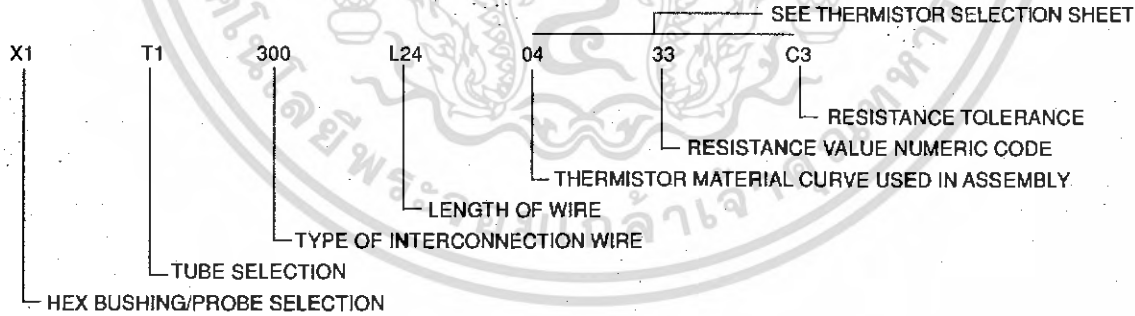 SEE THERMISTOR SELECTION SHEET
X1 T1 300 L24 04 33 C3
RESISTANCE TOLERANCE
RESISTANCE VALUE NUMERIC CODE
THERMISTOR MATERIAL CURVE USED IN ASSEMBLY
LENGTH OF WIRE
TYPE OF INTERCONNECTION WIRE
TUBE SELECTION
HEX BUSHING/PROBE SELECTION